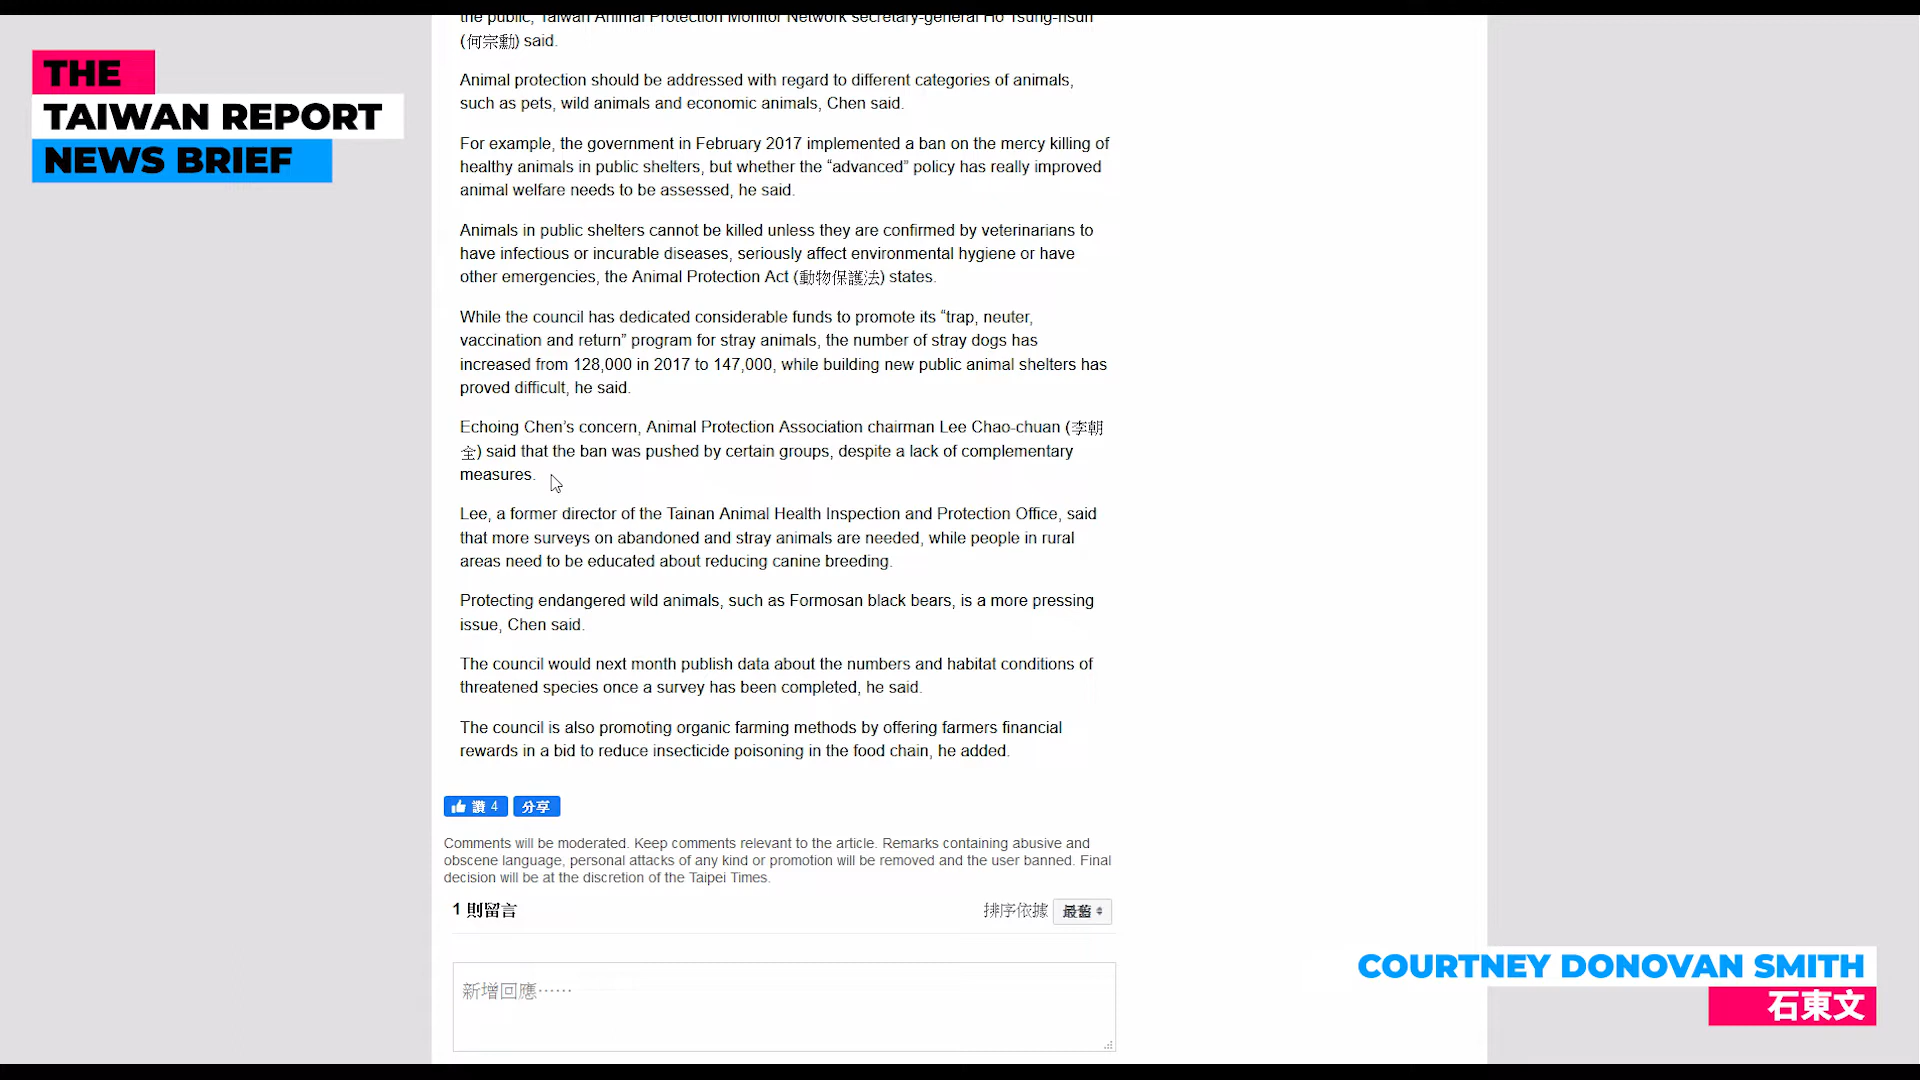 THE
TAIWAN REPORT
NEWS BRIEF
the public, Taiwan Animal Protection Monitor Network secretary-general Ho Tsung-hsun
(何宗勳) said.
Animal protection should be addressed with regard to different categories of animals,
such as pets, wild animals and economic animals, Chen said.
For example, the government in February 2017 implemented a ban on the mercy killing of
healthy animals in public shelters, but whether the “advanced” policy has really improved
animal welfare needs to be assessed, he said.
Animals in public shelters cannot be killed unless they are confirmed by veterinarians to
have infectious or incurable diseases, seriously affect environmental hygiene or have
other emergencies, the Animal Protection Act (動物保護法) states.
While the council has dedicated considerable funds to promote its “trap, neuter,
vaccination and return” program for stray animals, the number of stray dogs has
increased from 128,000 in 2017 to 147,000, while building new public animal shelters has
proved difficult, he said.
Echoing Chen’s concern, Animal Protection Association chairman Lee Chao-chuan (李朝
全) said that the ban was pushed by certain groups, despite a lack of complementary
measures.
Lee, a former director of the Tainan Animal Health Inspection and Protection Office, said
that more surveys on abandoned and stray animals are needed, while people in rural
areas need to be educated about reducing canine breeding.
Protecting endangered wild animals, such as Formosan black bears, is a more pressing
issue, Chen said.
The council would next month publish data about the numbers and habitat conditions of
threatened species once a survey has been completed, he said.
The council is also promoting organic farming methods by offering farmers financial
rewards in a bid to reduce insecticide poisoning in the food chain, he added.
讚 4 分享
Comments will be moderated. Keep comments relevant to the article. Remarks containing abusive and
obscene language, personal attacks of any kind or promotion will be removed and the user banned. Final
decision will be at the discretion of the Taipei Times.
1 則留言 排序依據 最舊
新增回應……
COURTNEY DONOVAN SMITH
石東文